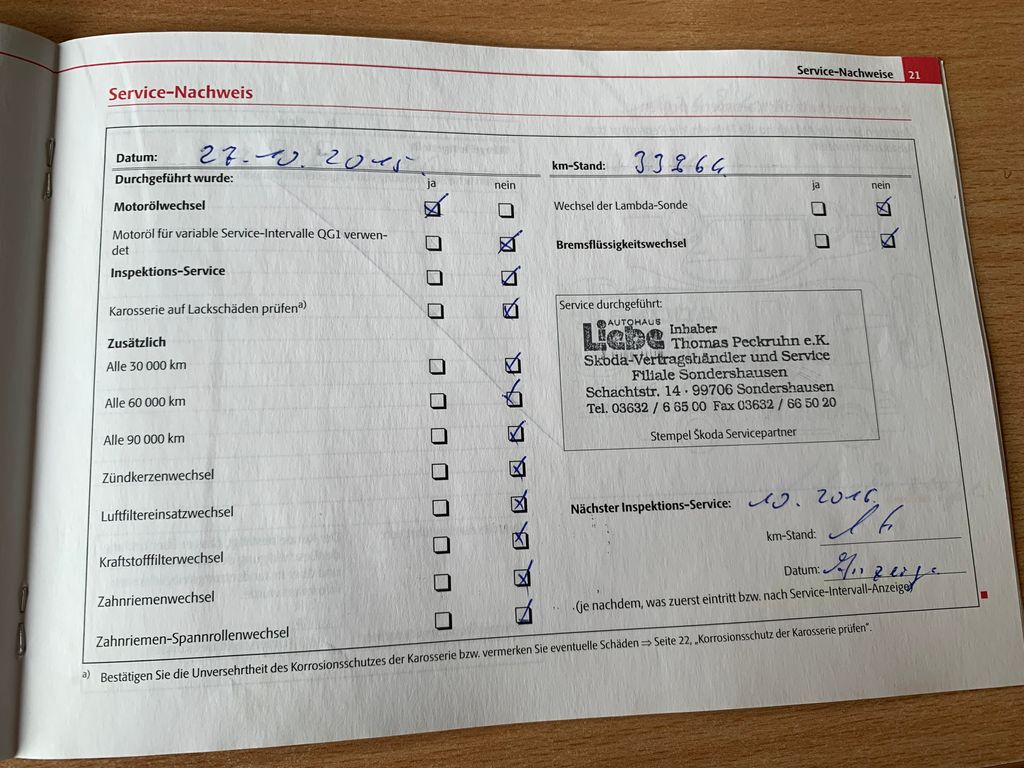 Service-Nachweise 21
Service-Nachweis
Datum: 27.10.2015
km-Stand: 33864
Durchgeführt wurde:
ja nein
ja nein
Motorölwechsel
Wechsel der Lambda-Sonde
Motoröl für variable Service-Intervalle QG1 verwen-
det
Bremsflüssigkeitswechsel
Inspektions-Service
Karosserie auf Lackschäden prüfen a)
Zusätzlich
Alle 30 000 km
Alle 60 000 km
Alle 90 000 km
Zündkerzenwechsel
Luftfiltereinsatzwechsel
Kraftstofffilterwechsel
Zahnriemenwechsel
Zahnriemen-Spannrollenwechsel
Service durchgeführt:
AUTOHAUS
Liebe Inhaber
Thomas Peckruhn e.K.
Skoda-Vertragshändler und Service
Filiale Sondershausen
Schachtstr. 14 · 99706 Sondershausen
Tel. 03632 / 6 65 00 Fax 03632 / 66 50 20
Stempel Škoda Servicepartner
Nächster Inspektions-Service: 10. 2016
km-Stand:
Datum: Anzeige
(je nachdem, was zuerst eintritt bzw. nach Service-Intervall-Anzeige)
a) Bestätigen Sie die Unversehrtheit des Korrosionsschutzes der Karosserie bzw. vermerken Sie eventuelle Schäden ⇒ Seite 22, „Korrosionsschutz der Karosserie prüfen".